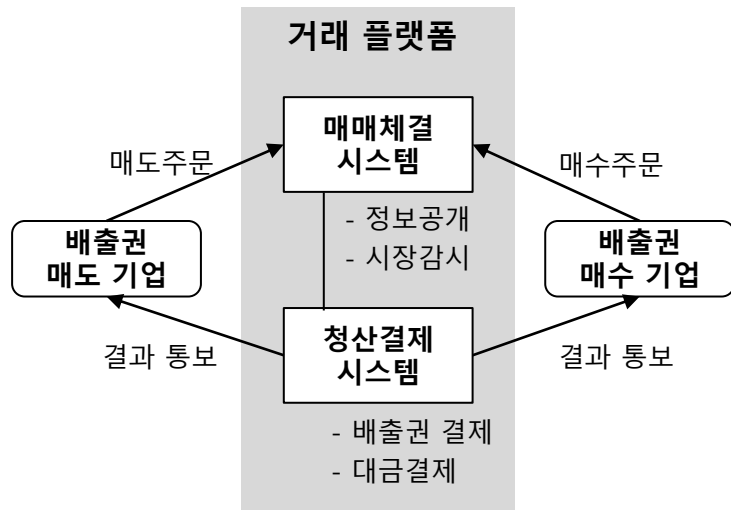 거래 플랫폼
매매체결
시스템
매도주문
매수주문
- 정보공개
- 시장감시
배출권
매도 기업
배출권
매수 기업
청산결제
시스템
결과 통보
결과 통보
- 배출권 결제
- 대금결제